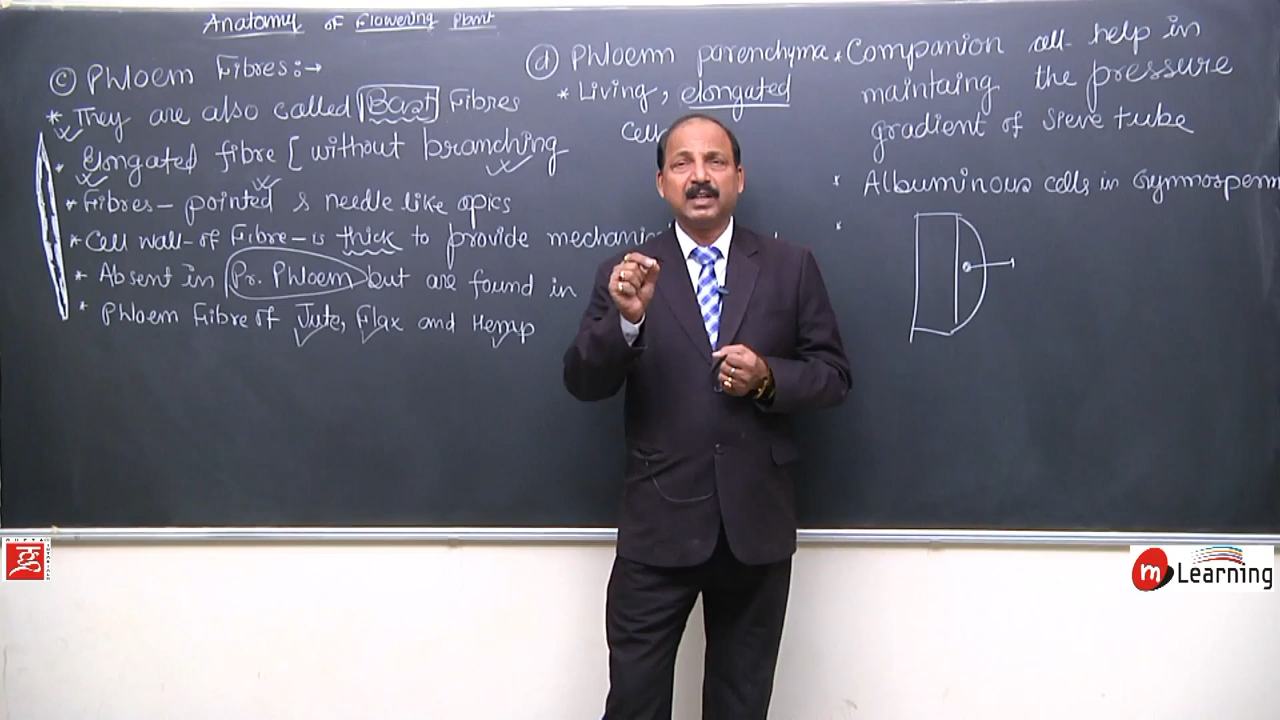 Anatomy of Flowering Plant
(c) Phloem Fibres:→
* They are also called Bast Fibres
* Elongated fibre [without branching
* Fibres - pointed & needle like apics
* Cell wall - of Fibre - is thick to provide
* Absent in Pr. Phloem but are found in
* Phloem Fibre of Jute, Flax and Hemp
(d) Phloem parenchyma
* Living, elongated
* Companion cell help in
maintaing the pressure
gradient of sieve tube
* Albuminous cells in Gymnosperm
*
m Learning